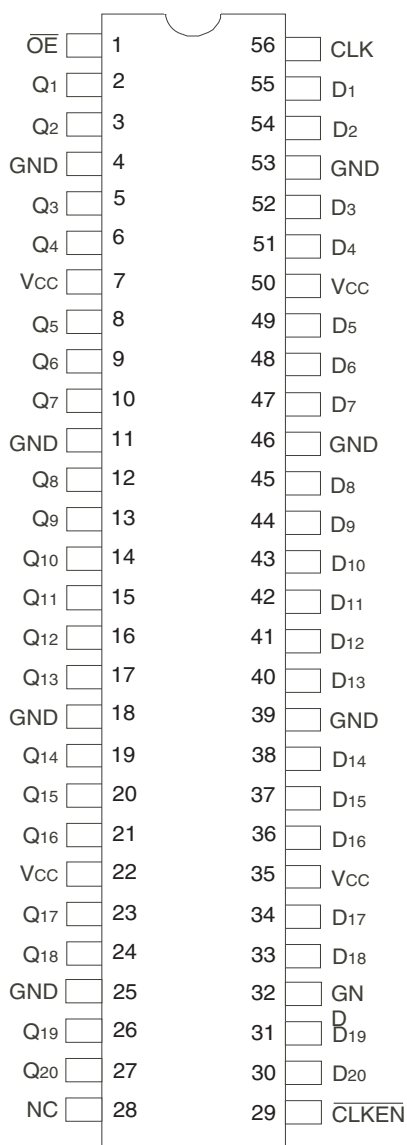 OE 1 56 CLK
Q1 2 55 D1
Q2 3 54 D2
GND 4 53 GND
Q3 5 52 D3
Q4 6 51 D4
VCC 7 50 VCC
Q5 8 49 D5
Q6 9 48 D6
Q7 10 47 D7
GND 11 46 GND
Q8 12 45 D8
Q9 13 44 D9
Q10 14 43 D10
Q11 15 42 D11
Q12 16 41 D12
Q13 17 40 D13
GND 18 39 GND
Q14 19 38 D14
Q15 20 37 D15
Q16 21 36 D16
VCC 22 35 VCC
Q17 23 34 D17
Q18 24 33 D18
GND 25 32 GN
D
Q19 26 31 D19
Q20 27 30 D20
NC 28 29 CLKEN